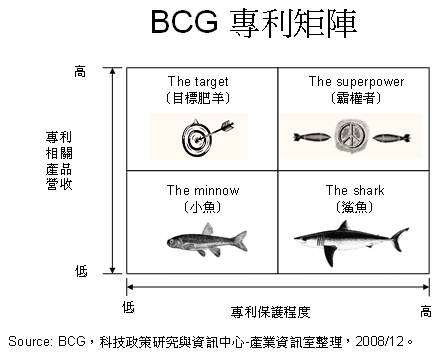 BCG 專利矩陣
高
The target
（目標肥羊）
The superpower
（霸權者）
專利
相關
產品
營收
The minnow
（小魚）
The shark
（鯊魚）
低
低
專利保護程度
高
Source: BCG，科技政策研究與資訊中心-產業資訊室整理，2008/12。